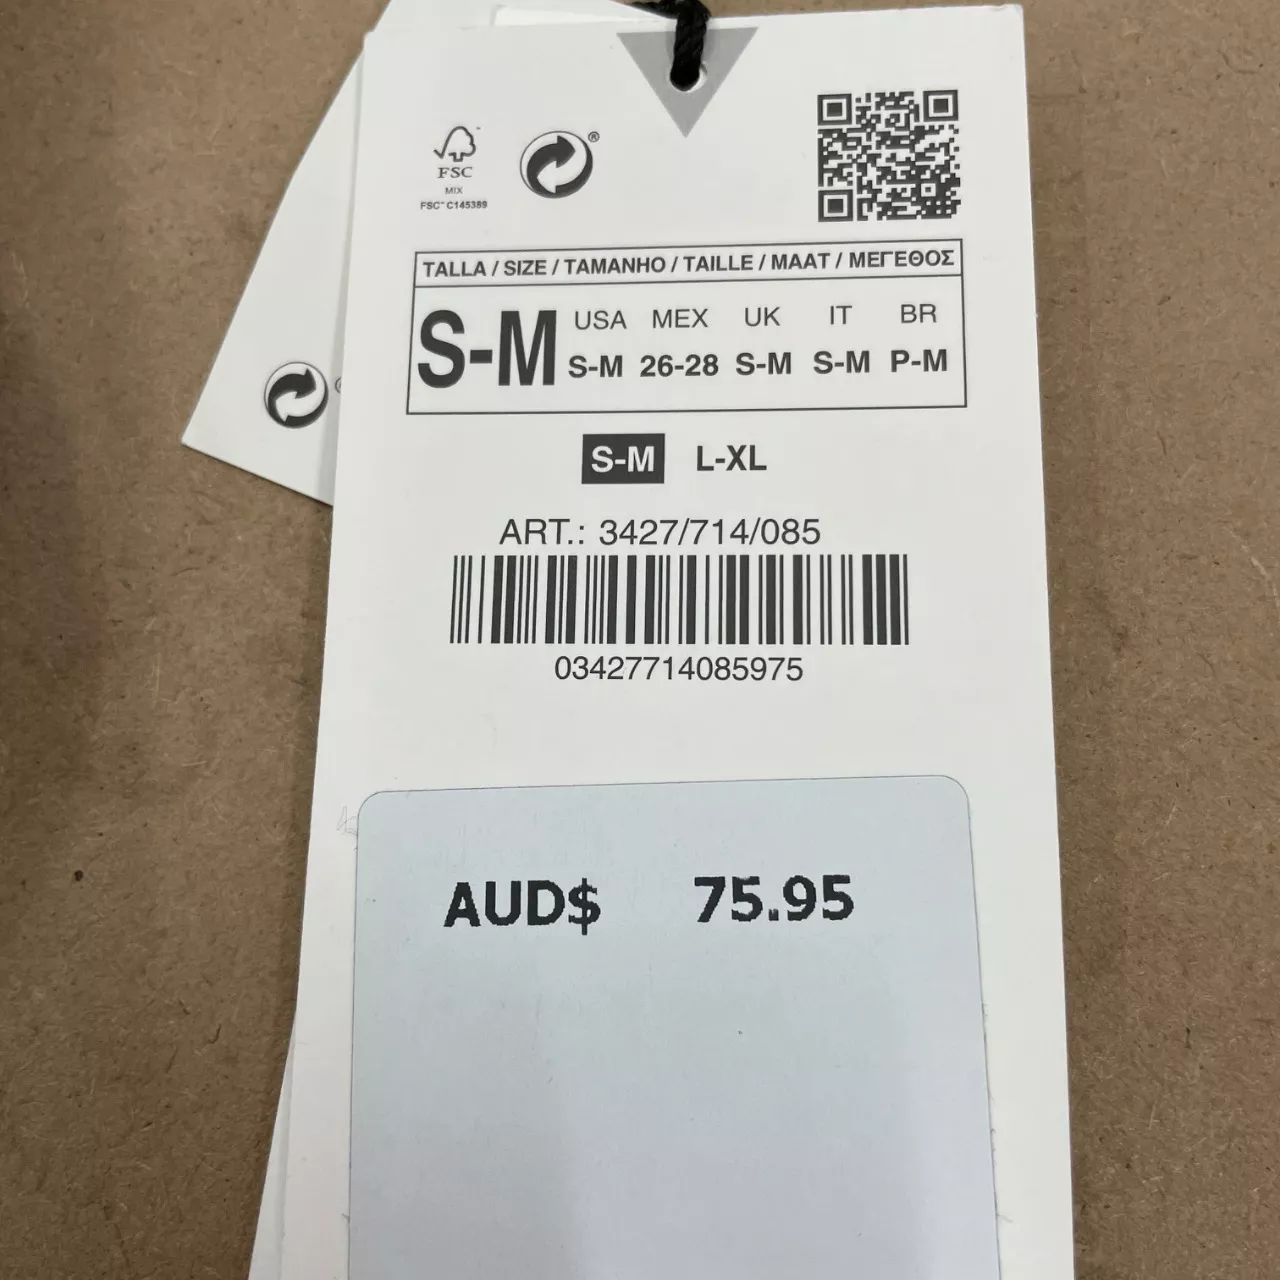 FSC
MIX
FSC™ C145389
®
TALLA / SIZE / TAMANHO / TAILLE / MAAT / ΜΕΓΕΘΟΣ
S-M
USA MEX UK IT BR
S-M 26-28 S-M S-M P-M
S-M L-XL
ART.: 3427/714/085
03427714085975
AUD$ 75.95